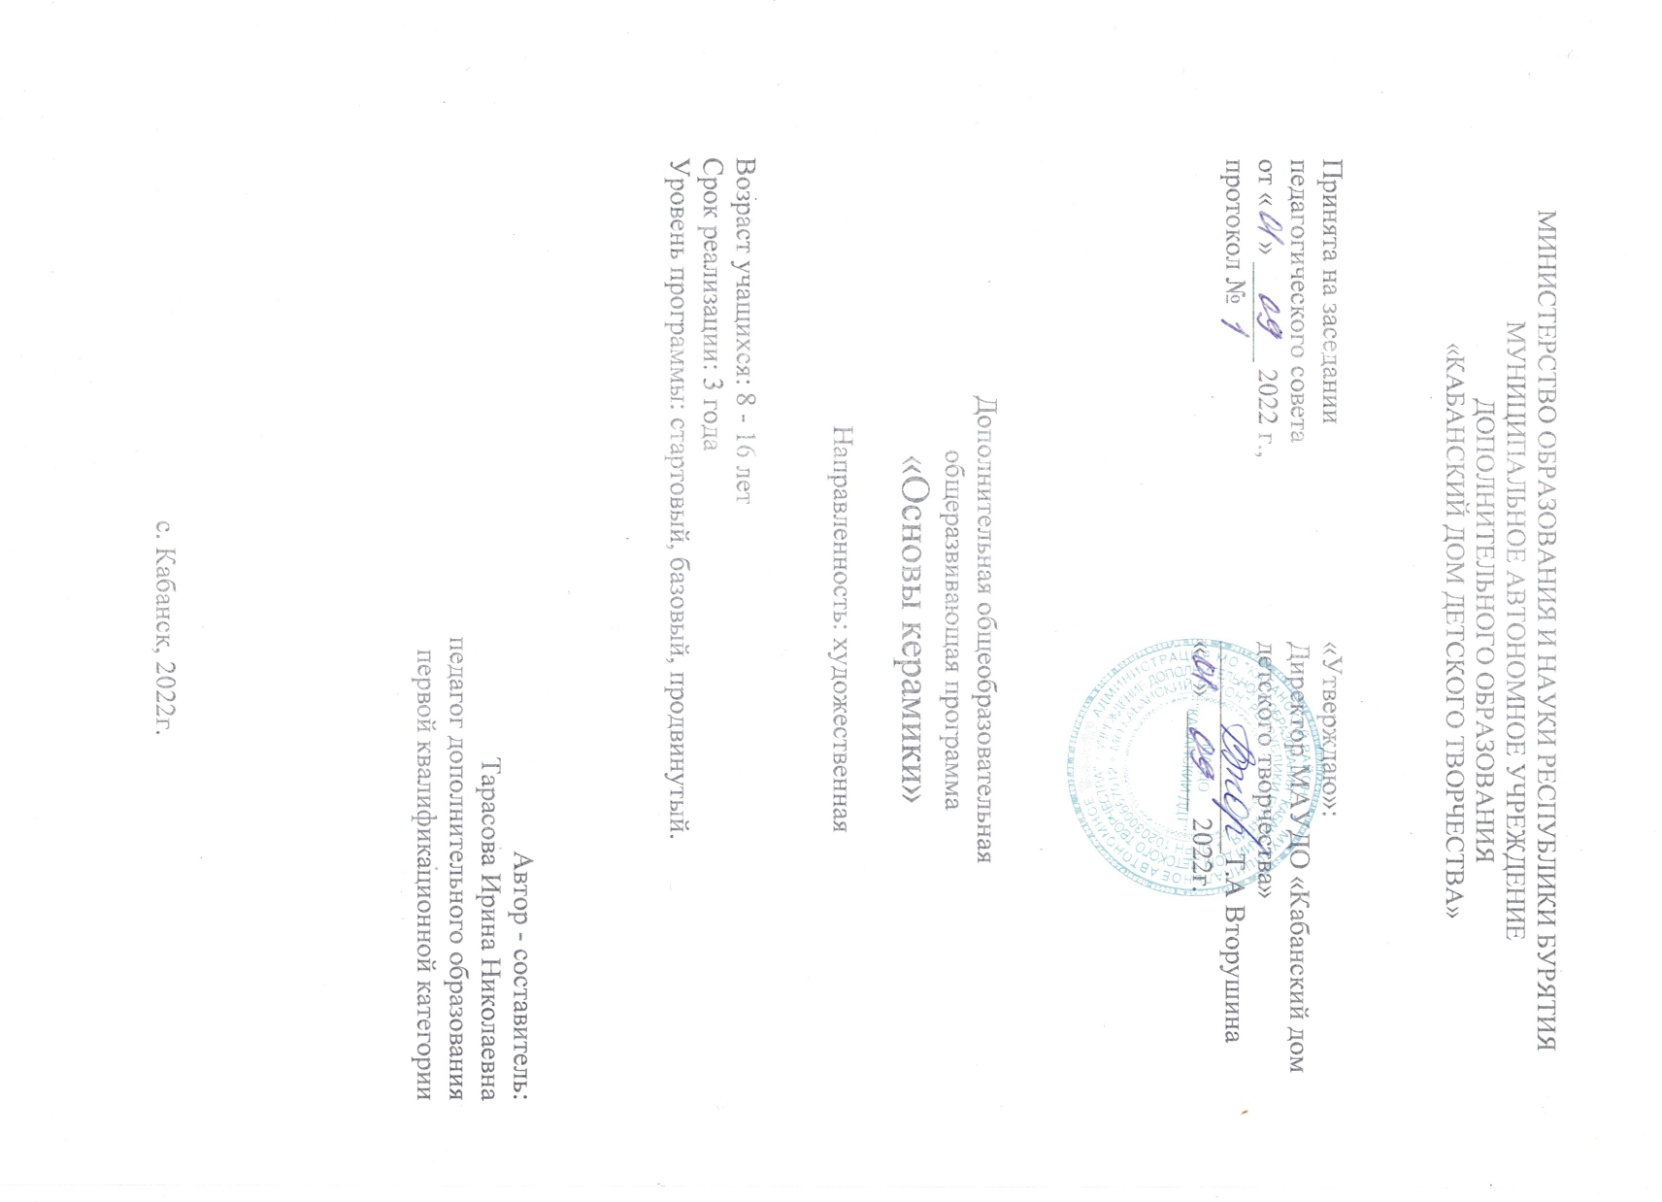 МИНИСТЕРСТВО ОБРАЗОВАНИЯ И НАУКИ РЕСПУБЛИКИ БУРЯТИЯ
МУНИЦИПАЛЬНОЕ АВТОНОМНОЕ УЧРЕЖДЕНИЕ
ДОПОЛНИТЕЛЬНОГО ОБРАЗОВАНИЯ
«КАБАНСКИЙ ДОМ ДЕТСКОГО ТВОРЧЕСТВА»
Принята на заседании
педагогического совета
от «01» 09 2022 г.,
протокол № 1
«Утверждаю»:
Директор МАУ ДО «Кабанский дом
детского творчества»
Т.А Вторушина
«01» 09 2022г.
Дополнительная общеобразовательная
общеразвивающая программа
«Основы керамики»
Направленность: художественная
Возраст учащихся: 8 - 16 лет
Срок реализации: 3 года
Уровень программы: стартовый, базовый, продвинутый.
Автор - составитель:
Тарасова Ирина Николаевна
педагог дополнительного образования
первой квалификационной категории
с. Кабанск, 2022г.